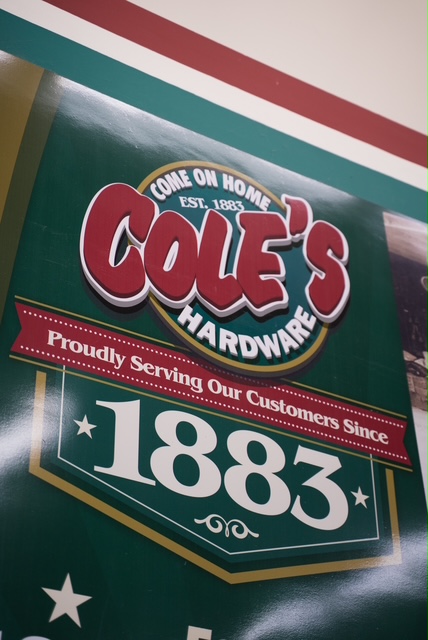 COME ON HOME
EST. 1883
COLE'S
HARDWARE
Proudly Serving Our Customers Since
1883